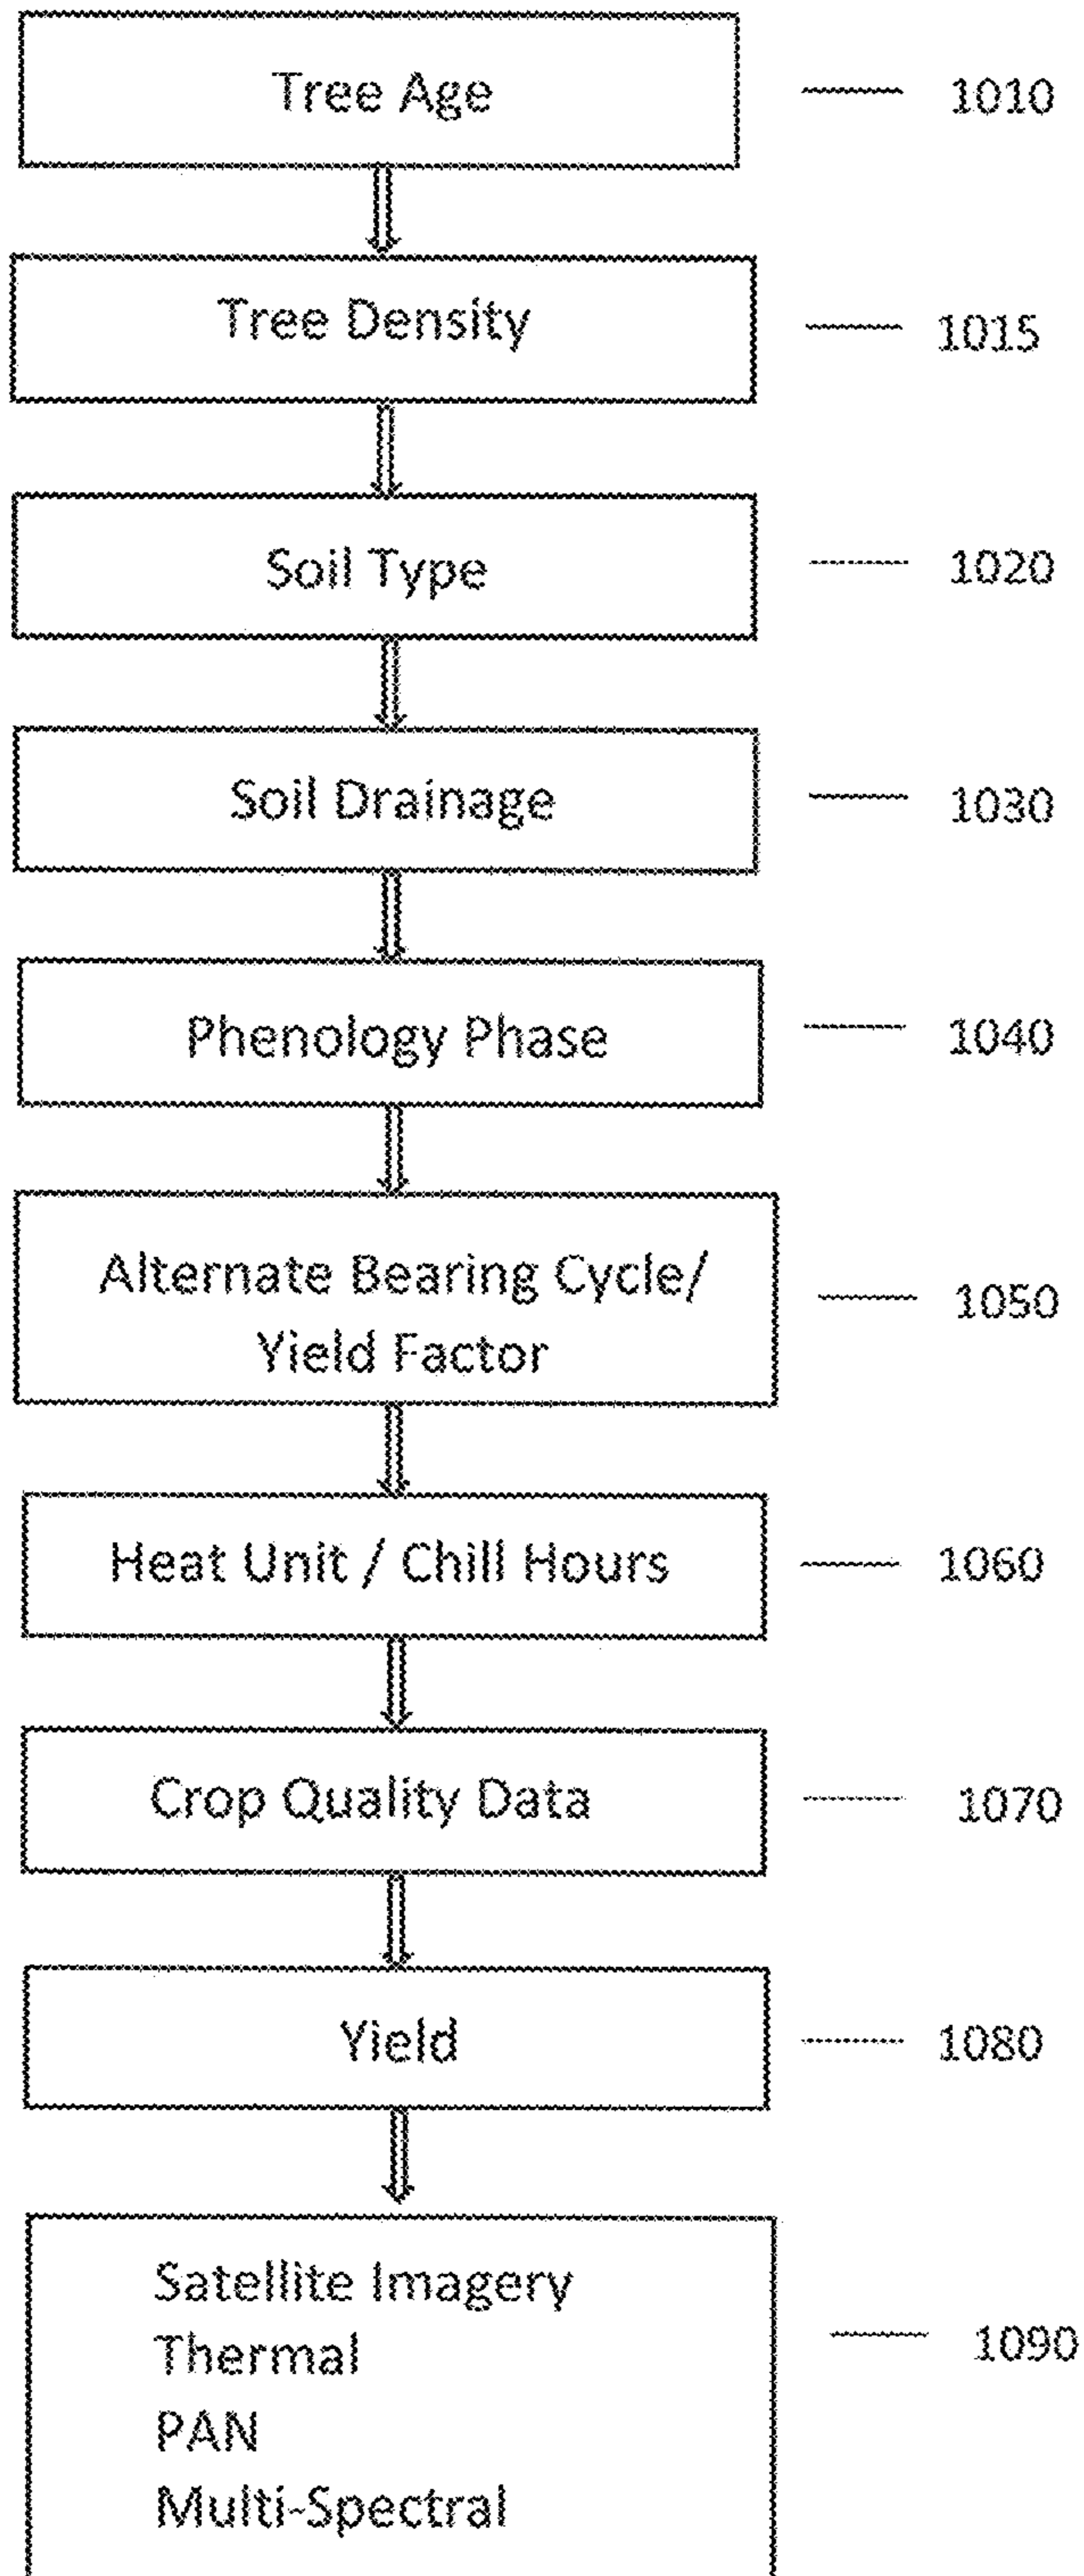 Tree Age 1010
Tree Density 1015
Soil Type 1020
Soil Drainage 1030
Phenology Phase 1040
Alternate Bearing Cycle/
Yield Factor
1050
Heat Unit / Chill Hours 1060
Crop Quality Data 1070
Yield 1080
Satellite Imagery
Thermal
1090
PAN
Multi-Spectral